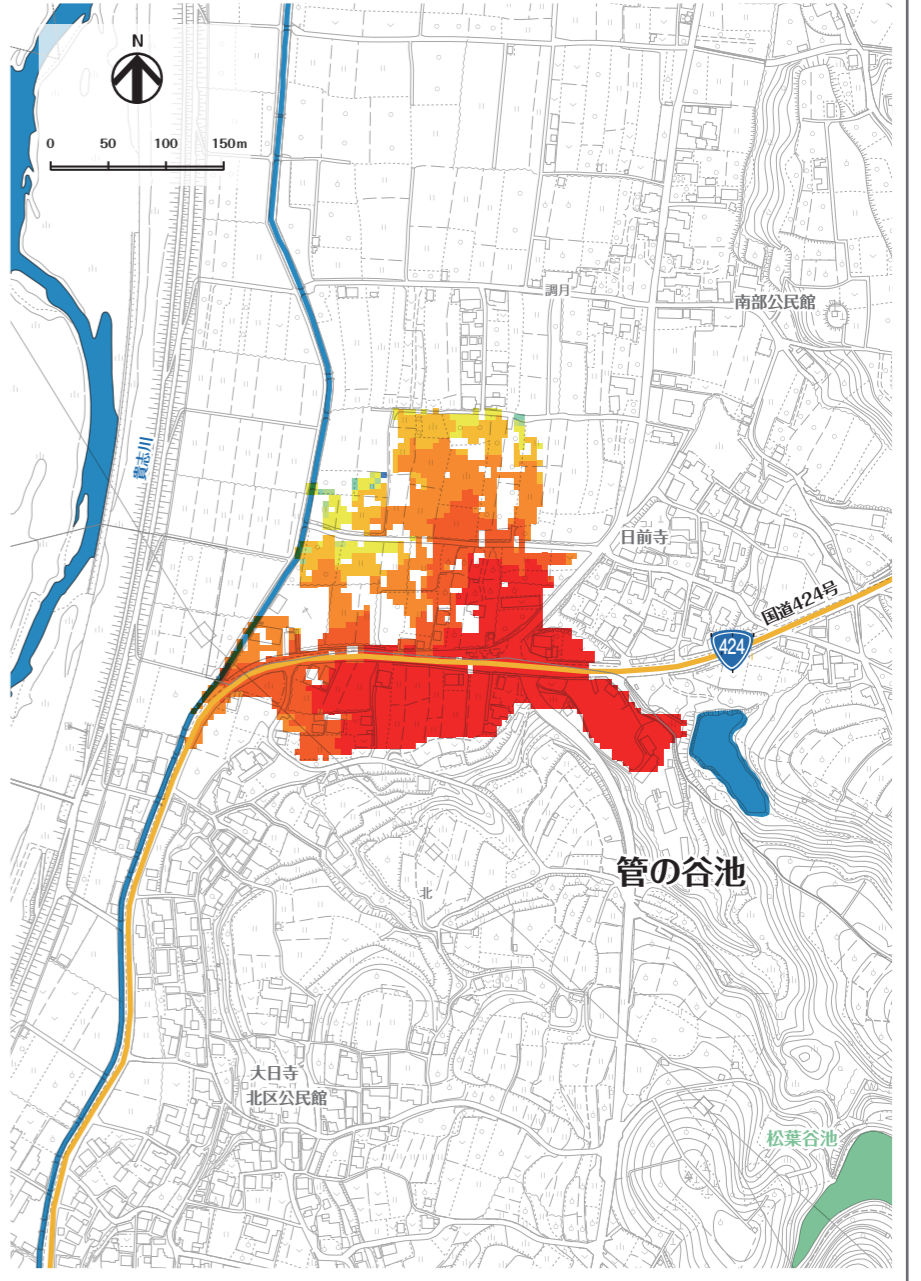 N
0 50 100 150m
調月
南部公民館
貴志川
日前寺
国道424号
424
管の谷池
北
大日寺
北区公民館
松葉谷池